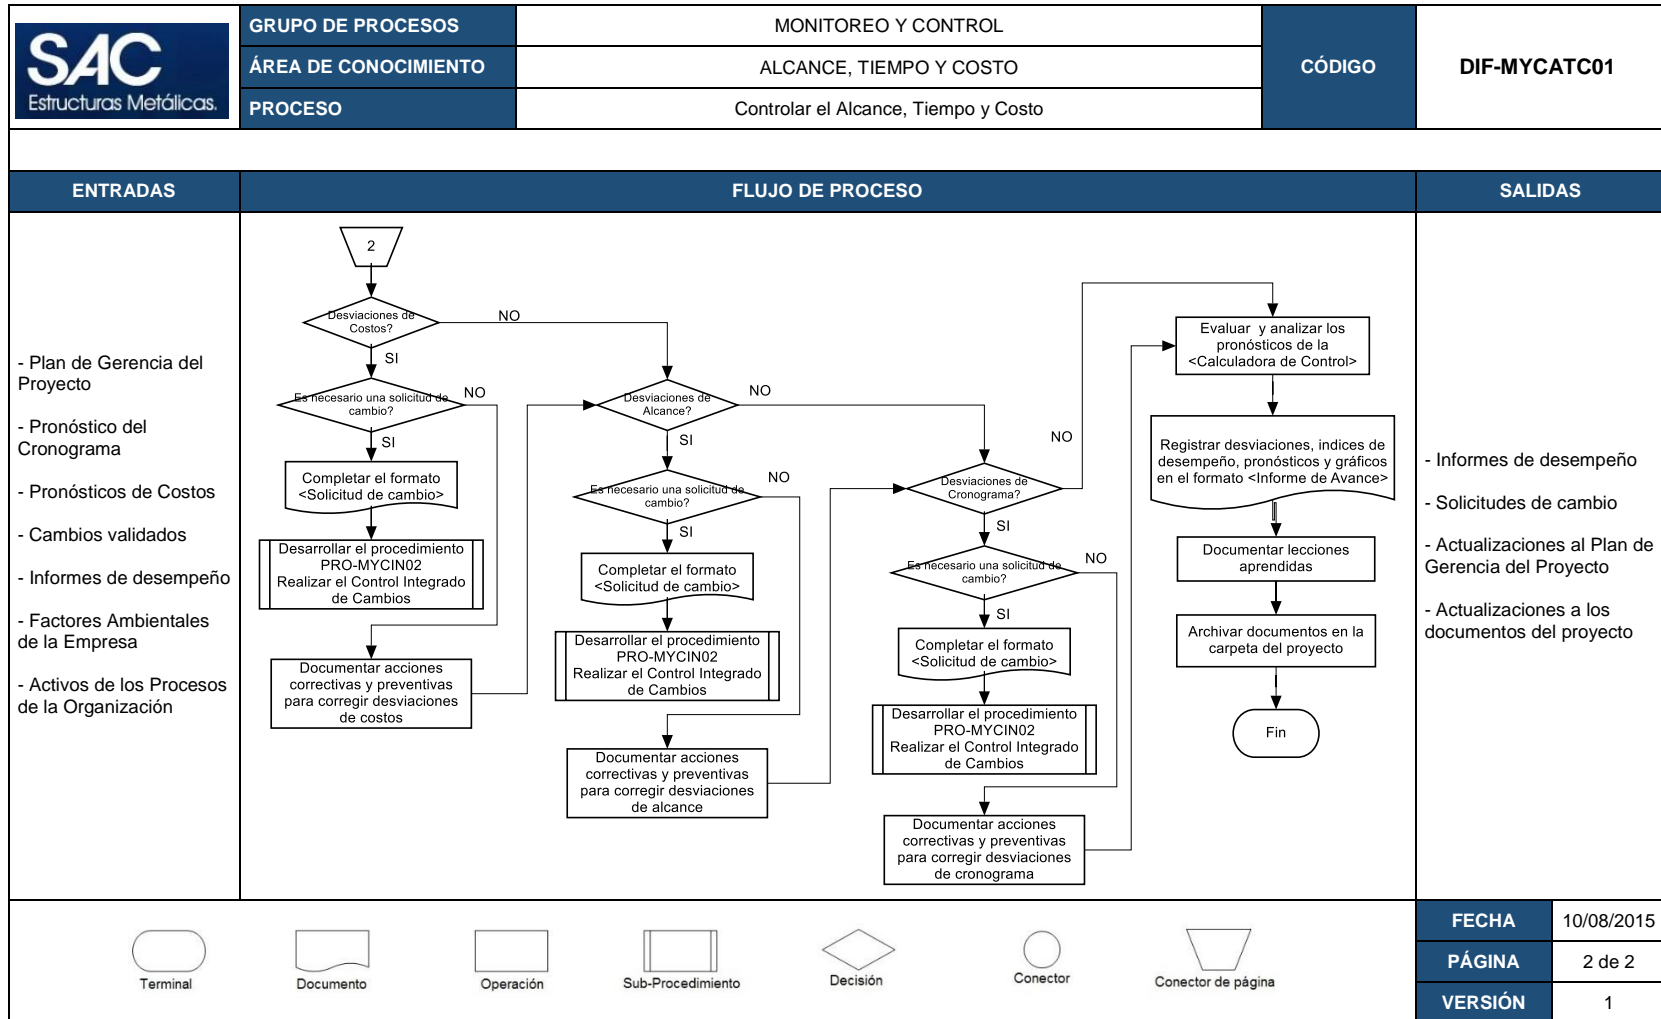 SAC
Estructuras Metálicas.
GRUPO DE PROCESOS
MONITOREO Y CONTROL
ÁREA DE CONOCIMIENTO
ALCANCE, TIEMPO Y COSTO
PROCESO
Controlar el Alcance, Tiempo y Costo
CÓDIGO
DIF-MYCATC01
ENTRADAS
FLUJO DE PROCESO
SALIDAS
- Plan de Gerencia del
Proyecto
- Pronóstico del
Cronograma
- Pronósticos de Costos
- Cambios validados
- Informes de desempeño
- Factores Ambientales
de la Empresa
- Activos de los Procesos
de la Organización
2
Desviaciones de
Costos?
NO
SI
Es necesario una solicitud de
cambio?
NO
SI
Completar el formato
<Solicitud de cambio>
Desarrollar el procedimiento
PRO-MYCIN02
Realizar el Control Integrado
de Cambios
Documentar acciones
correctivas y preventivas
para corregir desviaciones
de costos
Desviaciones de
Alcance?
NO
SI
Es necesario una solicitud de
cambio?
NO
SI
Completar el formato
<Solicitud de cambio>
Desarrollar el procedimiento
PRO-MYCIN02
Realizar el Control Integrado
de Cambios
Documentar acciones
correctivas y preventivas
para corregir desviaciones
de alcance
Desviaciones de
Cronograma?
NO
SI
Es necesario una solicitud de
cambio?
NO
SI
Completar el formato
<Solicitud de cambio>
Desarrollar el procedimiento
PRO-MYCIN02
Realizar el Control Integrado
de Cambios
Documentar acciones
correctivas y preventivas
para corregir desviaciones
de cronograma
Evaluar  y analizar los
pronósticos de la
<Calculadora de Control>
Registrar desviaciones, indices de
desempeño, pronósticos y gráficos
en el formato <Informe de Avance>
Documentar lecciones
aprendidas
Archivar documentos en la
carpeta del proyecto
Fin
- Informes de desempeño
- Solicitudes de cambio
- Actualizaciones al Plan de
Gerencia del Proyecto
- Actualizaciones a los
documentos del proyecto
Terminal
Documento
Operación
Sub-Procedimiento
Decisión
Conector
Conector de página
FECHA
10/08/2015
PÁGINA
2 de 2
VERSIÓN
1